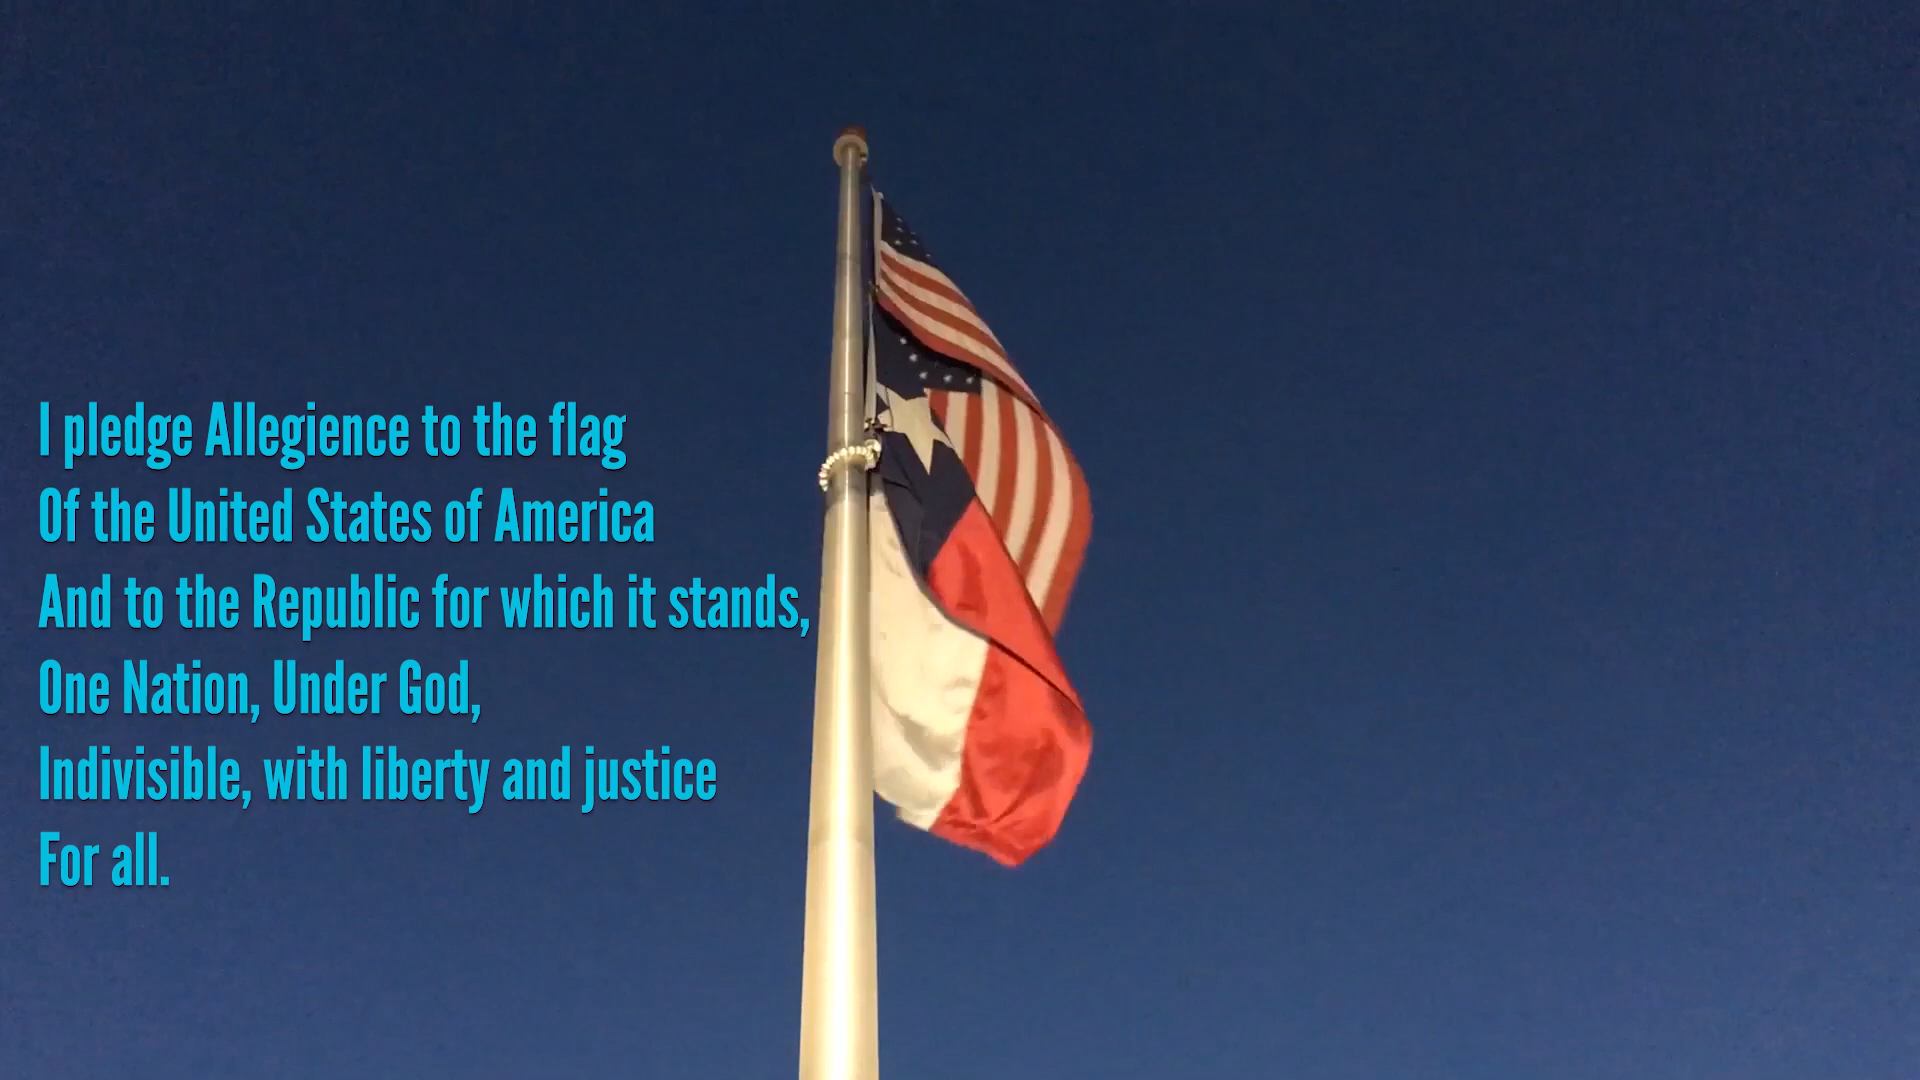 I pledge Allegience to the flag
Of the United States of America
And to the Republic for which it stands,
One Nation, Under God,
Indivisible, with liberty and justice
For all.